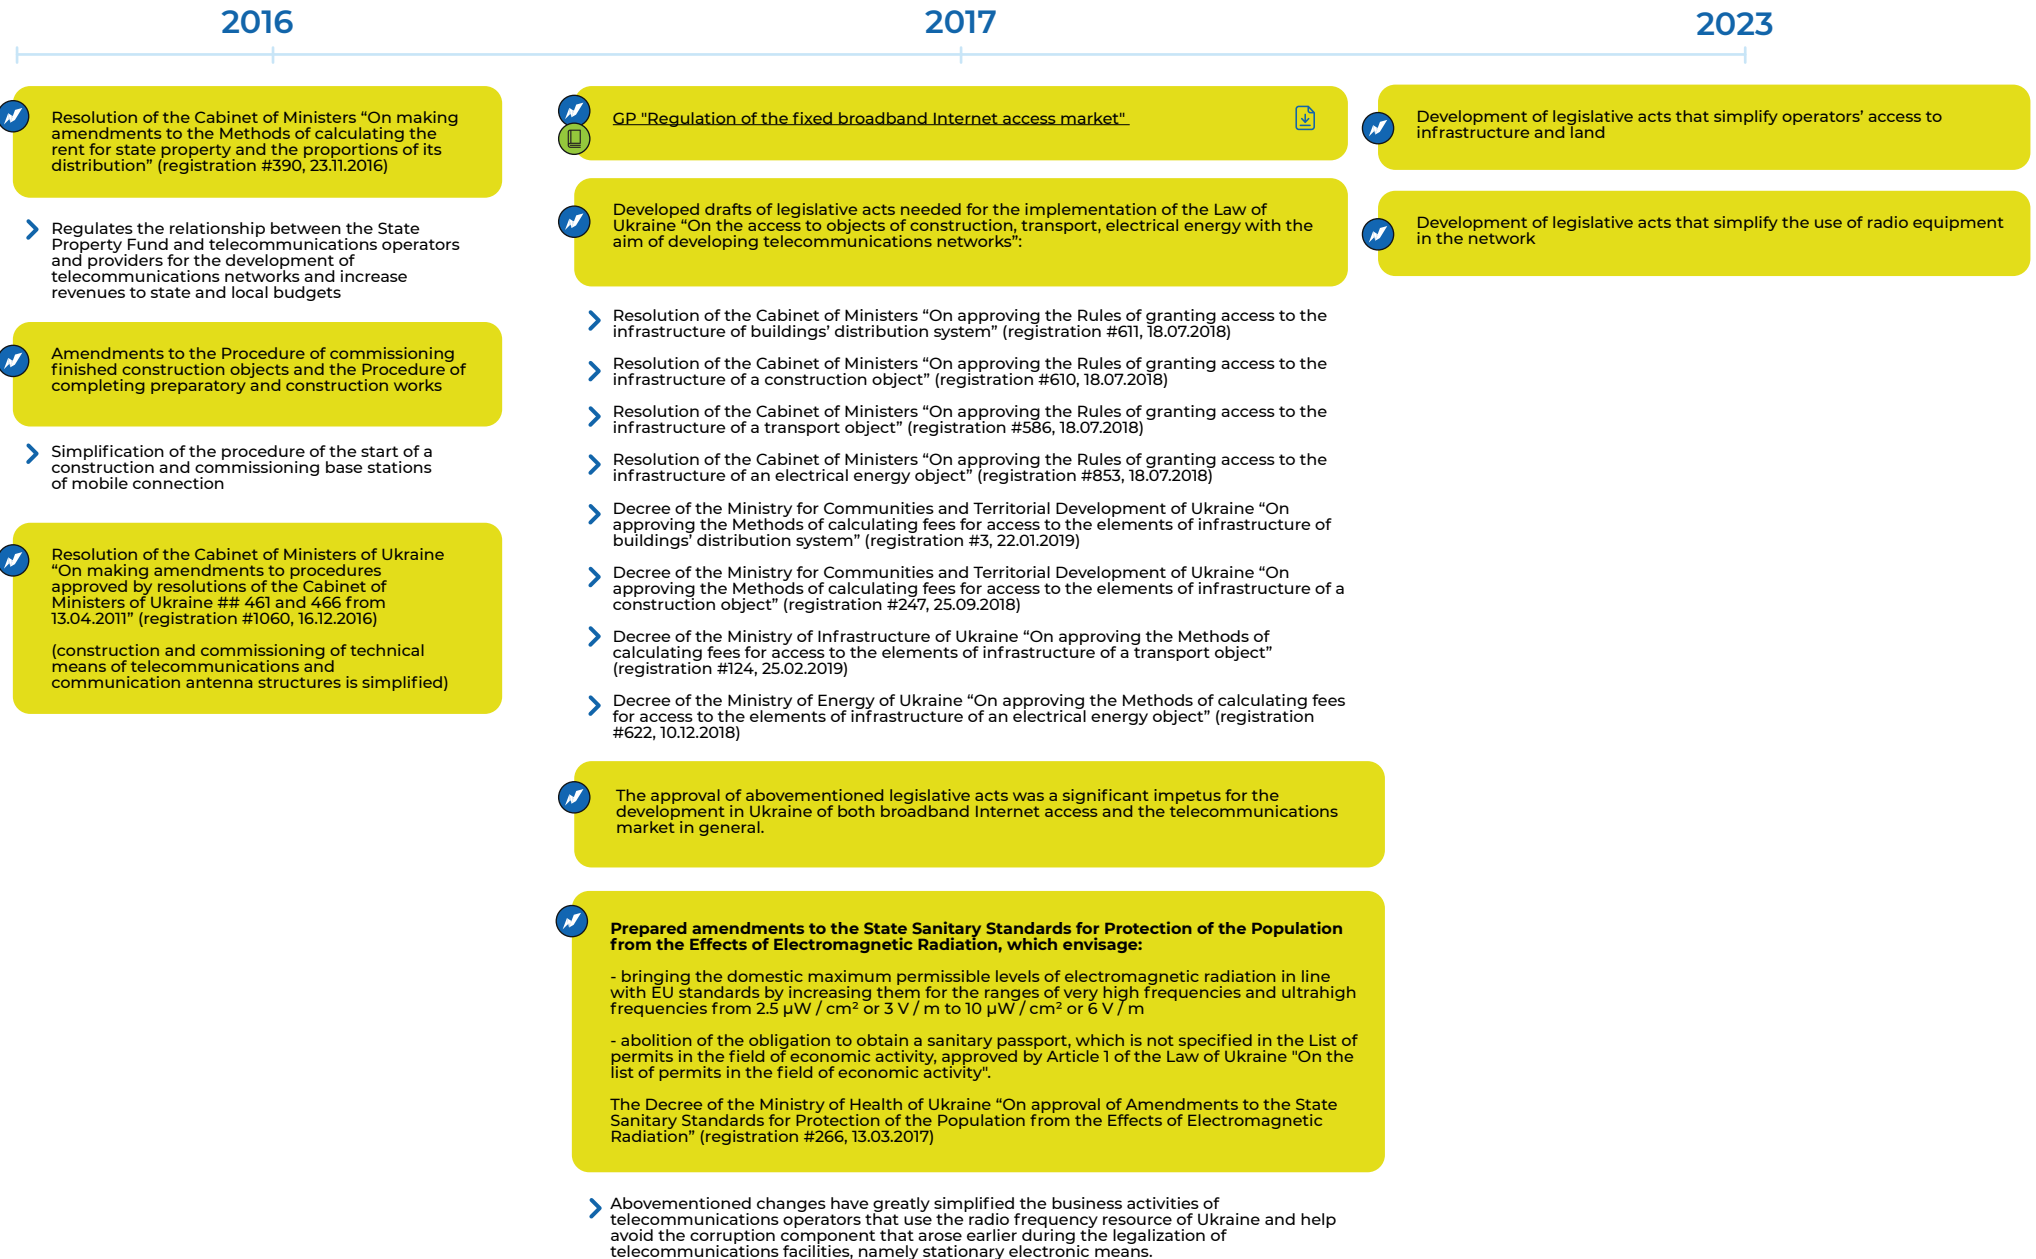 2016
2017
2023
Resolution of the Cabinet of Ministers “On making
amendments to the Methods of calculating the
rent for state property and the proportions of its
distribution” (registration #390, 23.11.2016)
Regulates the relationship between the State
Property Fund and telecommunications operators
and providers for the development of
telecommunications networks and increase
revenues to state and local budgets
Amendments to the Procedure of commissioning
finished construction objects and the Procedure of
completing preparatory and construction works
Simplification of the procedure of the start of a
construction and commissioning base stations
of mobile connection
Resolution of the Cabinet of Ministers of Ukraine
“On making amendments to procedures
approved by resolutions of the Cabinet of
Ministers of Ukraine ## 461 and 466 from
13.04.2011” (registration #1060, 16.12.2016)
(construction and commissioning of technical
means of telecommunications and
communication antenna structures is simplified)
GP "Regulation of the fixed broadband Internet access market"
Developed drafts of legislative acts needed for the implementation of the Law of
Ukraine “On the access to objects of construction, transport, electrical energy with the
aim of developing telecommunications networks”:
Resolution of the Cabinet of Ministers “On approving the Rules of granting access to the
infrastructure of buildings’ distribution system” (registration #611, 18.07.2018)
Resolution of the Cabinet of Ministers “On approving the Rules of granting access to the
infrastructure of a construction object” (registration #610, 18.07.2018)
Resolution of the Cabinet of Ministers “On approving the Rules of granting access to the
infrastructure of a transport object” (registration #586, 18.07.2018)
Resolution of the Cabinet of Ministers “On approving the Rules of granting access to the
infrastructure of an electrical energy object” (registration #853, 18.07.2018)
Decree of the Ministry for Communities and Territorial Development of Ukraine “On
approving the Methods of calculating fees for access to the elements of infrastructure of
buildings’ distribution system” (registration #3, 22.01.2019)
Decree of the Ministry for Communities and Territorial Development of Ukraine “On
approving the Methods of calculating fees for access to the elements of infrastructure of a
construction object” (registration #247, 25.09.2018)
Decree of the Ministry of Infrastructure of Ukraine “On approving the Methods of
calculating fees for access to the elements of infrastructure of a transport object”
(registration #124, 25.02.2019)
Decree of the Ministry of Energy of Ukraine “On approving the Methods of calculating fees
for access to the elements of infrastructure of an electrical energy object” (registration
#622, 10.12.2018)
The approval of abovementioned legislative acts was a significant impetus for the
development in Ukraine of both broadband Internet access and the telecommunications
market in general.
Prepared amendments to the State Sanitary Standards for Protection of the Population
from the Effects of Electromagnetic Radiation, which envisage:
- bringing the domestic maximum permissible levels of electromagnetic radiation in line
with EU standards by increasing them for the ranges of very high frequencies and ultrahigh
frequencies from 2.5 μW / cm² or 3 V / m to 10 μW / cm² or 6 V / m
- abolition of the obligation to obtain a sanitary passport, which is not specified in the List of
permits in the field of economic activity, approved by Article 1 of the Law of Ukraine "On the
list of permits in the field of economic activity".
The Decree of the Ministry of Health of Ukraine “On approval of Amendments to the State
Sanitary Standards for Protection of the Population from the Effects of Electromagnetic
Radiation” (registration #266, 13.03.2017)
Abovementioned changes have greatly simplified the business activities of
telecommunications operators that use the radio frequency resource of Ukraine and help
avoid the corruption component that arose earlier during the legalization of
telecommunications facilities, namely stationary electronic means.
Development of legislative acts that simplify operators’ access to
infrastructure and land
Development of legislative acts that simplify the use of radio equipment
in the network